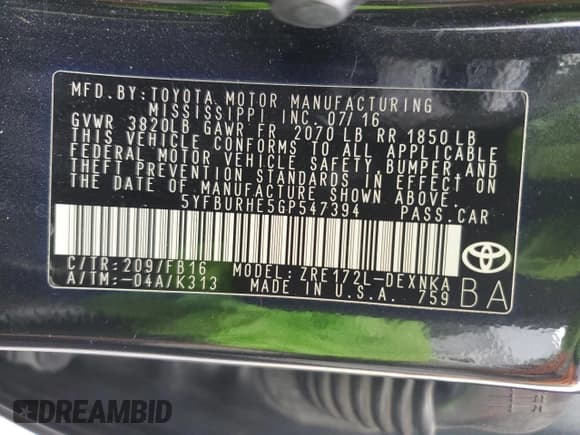 MFD. BY: TOYOTA MOTOR MANUFACTURING
MISSISSIPPI INC. 07/16
GVWR 3820LB GAWR FR 2070 LB RR 1850 LB
THIS VEHICLE CONFORMS TO ALL APPLICABLE
FEDERAL MOTOR VEHICLE SAFETY, BUMPER, AND
THEFT PREVENTION STANDARDS IN EFFECT ON
THE DATE OF MANUFACTURE SHOWN ABOVE.
5YFBURHE5GP547394 PASS.CAR
C/TR: 209/FB16 MODEL: ZRE172L-DEXNKA
A/TM:-04A/K313 MADE IN U.S.A. 759
BA
DREAMBID